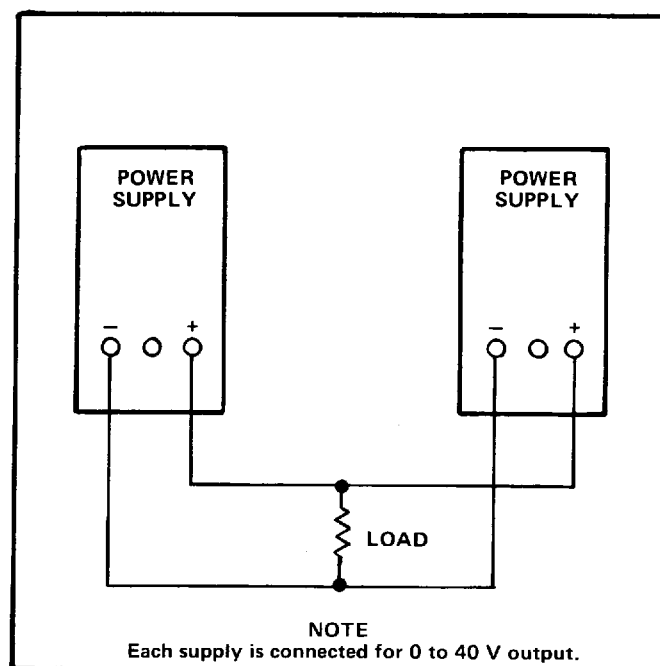 POWER
SUPPLY
POWER
SUPPLY
− +
− +
LOAD
NOTE
Each supply is connected for 0 to 40 V output.